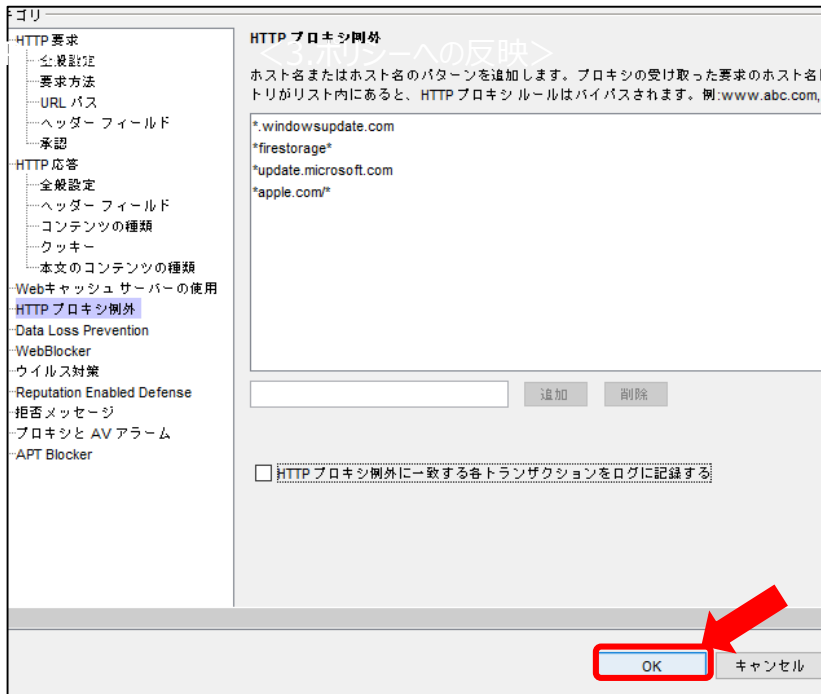 テゴリ
HTTP 要求
全般設定
要求方法
URL パス
ヘッダー フィールド
承認
HTTP 応答
全般設定
ヘッダー フィールド
コンテンツの種類
クッキー
本文のコンテンツの種類
Webキャッシュ サーバーの使用
HTTP プロキシ例外
Data Loss Prevention
WebBlocker
ウイルス対策
Reputation Enabled Defense
拒否メッセージ
プロキシと AV アラーム
APT Blocker
<3.ポリシーへの反映>
HTTP プロキシ例外
ホスト名またはホスト名のパターンを追加します。プロキシの受け取った要求のホスト名
トリがリスト内にあると、HTTP プロキシ ルールはバイパスされます。例:www.abc.com,
*.windowsupdate.com
*firestorage*
*update.microsoft.com
*apple.com/*
追加 削除
HTTP プロキシ例外に一致する各トランザクションをログに記録する
OK キャンセル